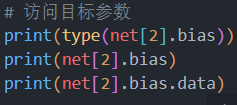 # 访问目标参数
print(type(net[2].bias))
print(net[2].bias)
print(net[2].bias.data)